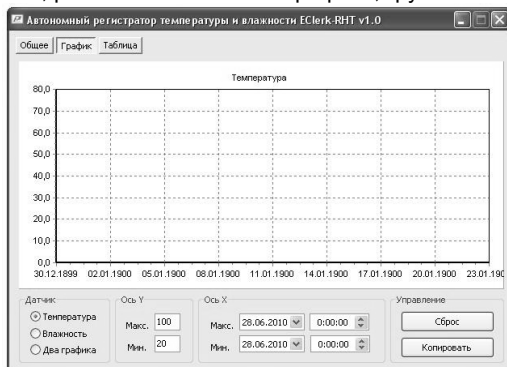 Автономный регистратор температуры и влажности EClerk-RHT v1.0
Общее График Таблица
Температура
80,0
70,0
60,0
50,0
40,0
30,0
20,0
10,0
0,0
30.12.1899 02.01.1900 05.01.1900 08.01.1900 11.01.1900 14.01.1900 17.01.1900 20.01.1900 23.01.190
Датчик Ось Y Ось X Управление
Температура Макс. 100 Макс. 28.06.2010 0:00:00 Сброс
Влажность
Два графика Мин. 20 Мин. 28.06.2010 0:00:00 Копировать